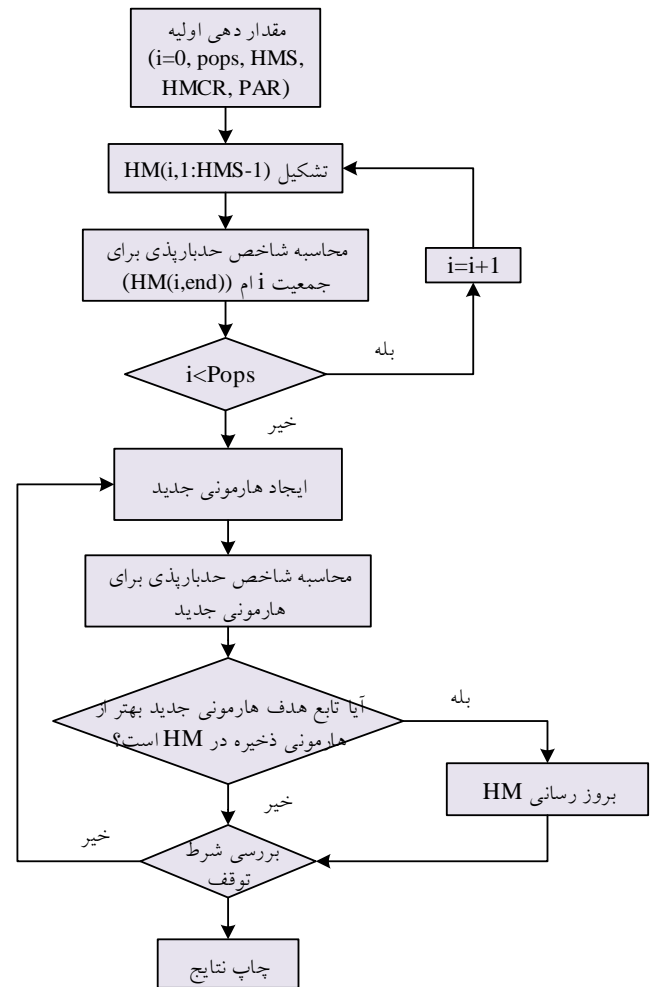 مقدار دهی اولیه
(i=0, pops, HMS,
HMCR, PAR)
تشکیل HM(i,1:HMS-1)
محاسبه شاخص حدبارپذی برای
جمعیت i ام (HM(i,end))
i=i+1
i<Pops
بله
خیر
ایجاد هارمونی جدید
محاسبه شاخص حدبارپذی برای
هارمونی جدید
آیا تابع هدف هارمونی جدید بهتر از
هارمونی ذخیره در HM است؟
بله
بروز رسانی HM
خیر
بررسی شرط
توقف
خیر
چاپ نتایج